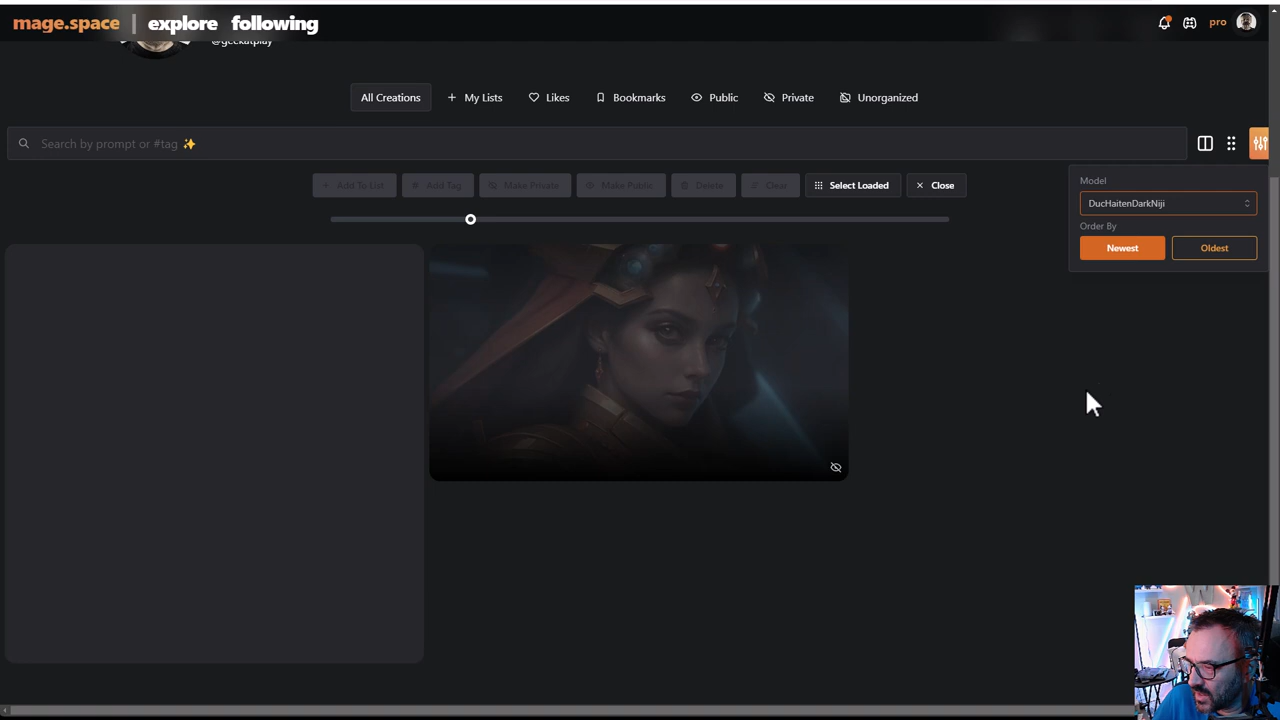 mage.space | explore following
pro
@geekatplay
All Creations + My Lists Likes Bookmarks Public Private Unorganized
Search by prompt or #tag ✨
+ Add To List # Add Tag Make Private Make Public Delete Clear Select Loaded × Close
Model
DucHaitenDarkNiji
Order By
Newest Oldest